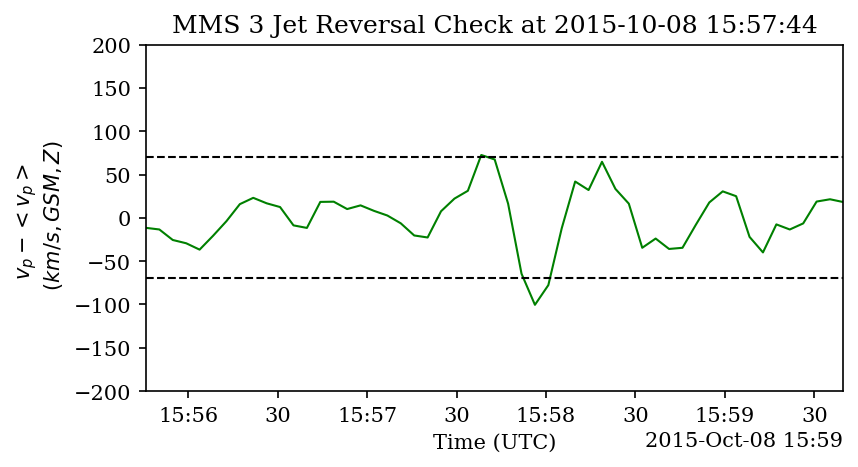 MMS 3 Jet Reversal Check at 2015-10-08 15:57:44
200
150
100
50
0
−50
−100
−150
−200
v_p − < v_p >
(km/s, GSM, Z)
15:56 30 15:57 30 15:58 30 15:59 30
Time (UTC)
2015-Oct-08 15:59